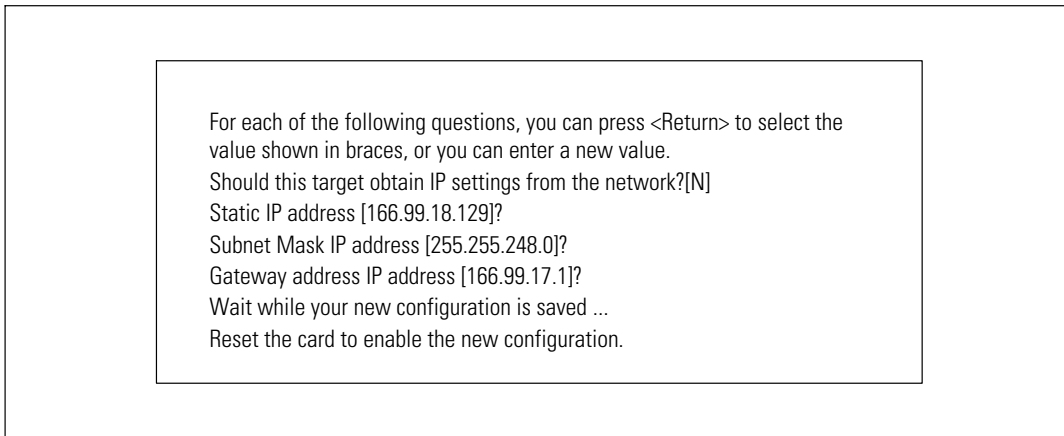 For each of the following questions, you can press <Return> to select the
value shown in braces, or you can enter a new value.
Should this target obtain IP settings from the network?[N]
Static IP address [166.99.18.129]?
Subnet Mask IP address [255.255.248.0]?
Gateway address IP address [166.99.17.1]?
Wait while your new configuration is saved ...
Reset the card to enable the new configuration.